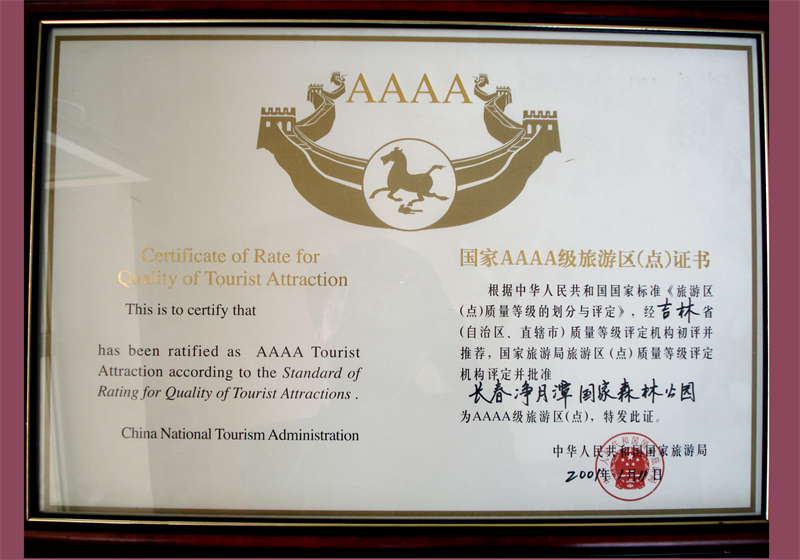 AAAA
Certificate of Rate for
Quality of Tourist Attraction
This is to certify that
has been ratified as AAAA Tourist
Attraction according to the Standard of
Rating for Quality of Tourist Attractions .
China National Tourism Administration
国家AAAA级旅游区(点)证书
根据中华人民共和国国家标准《旅游区
(点)质量等级的划分与评定》，经吉林省
(自治区、直辖市)质量等级评定机构初评并
推荐，国家旅游局旅游区(点)质量等级评定
机构评定并批准
长春净月潭国家森林公园
为AAAA级旅游区(点)，特发此证。
中华人民共和国国家旅游局
2001年1月11日